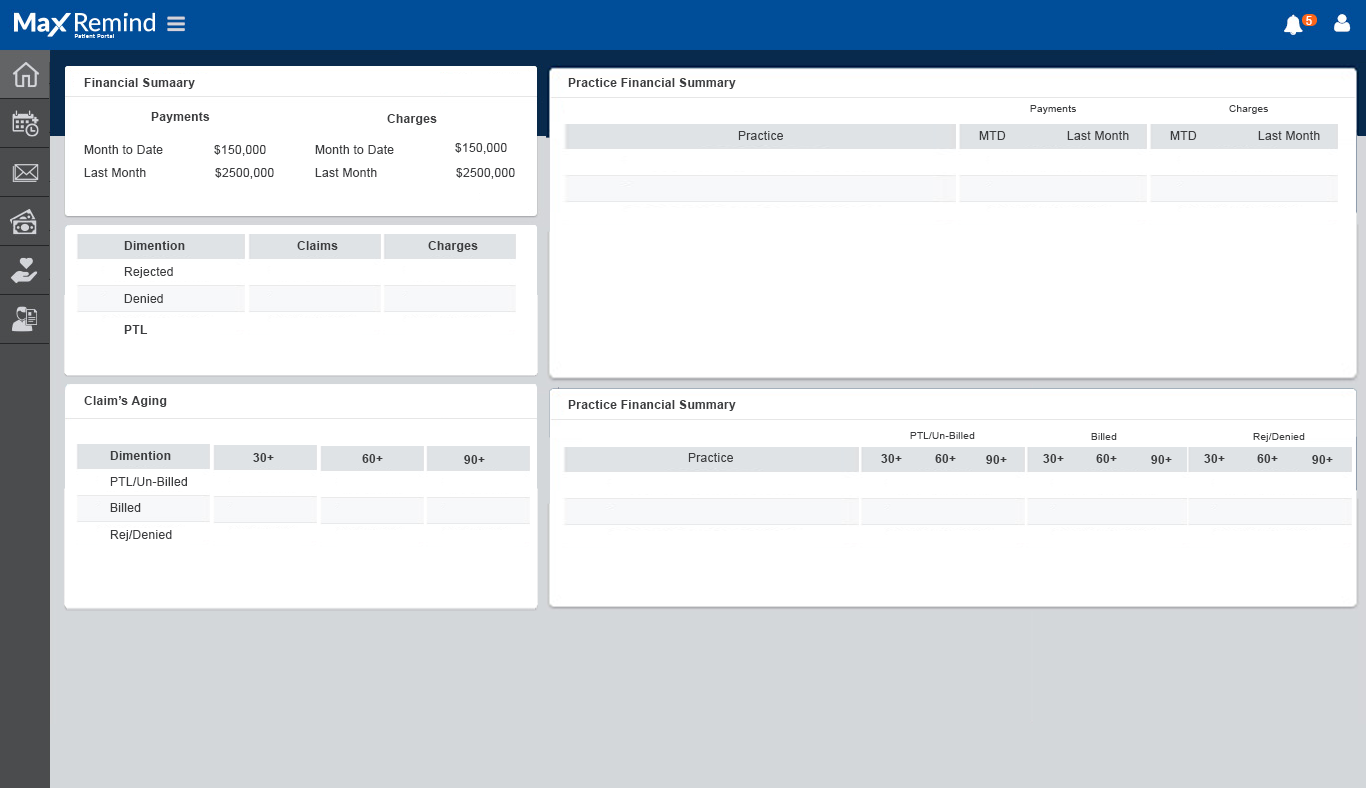 MaxRemind
Patient Portal
5
Financial Sumaary
Payments Charges
Month to Date $150,000 Month to Date $150,000
Last Month $2500,000 Last Month $2500,000
Practice Financial Summary
Payments Charges
Practice MTD Last Month MTD Last Month
Dimention Claims Charges
Rejected
Denied
PTL
Claim's Aging
Dimention 30+ 60+ 90+
PTL/Un-Billed
Billed
Rej/Denied
Practice Financial Summary
PTL/Un-Billed Billed Rej/Denied
Practice 30+ 60+ 90+ 30+ 60+ 90+ 30+ 60+ 90+